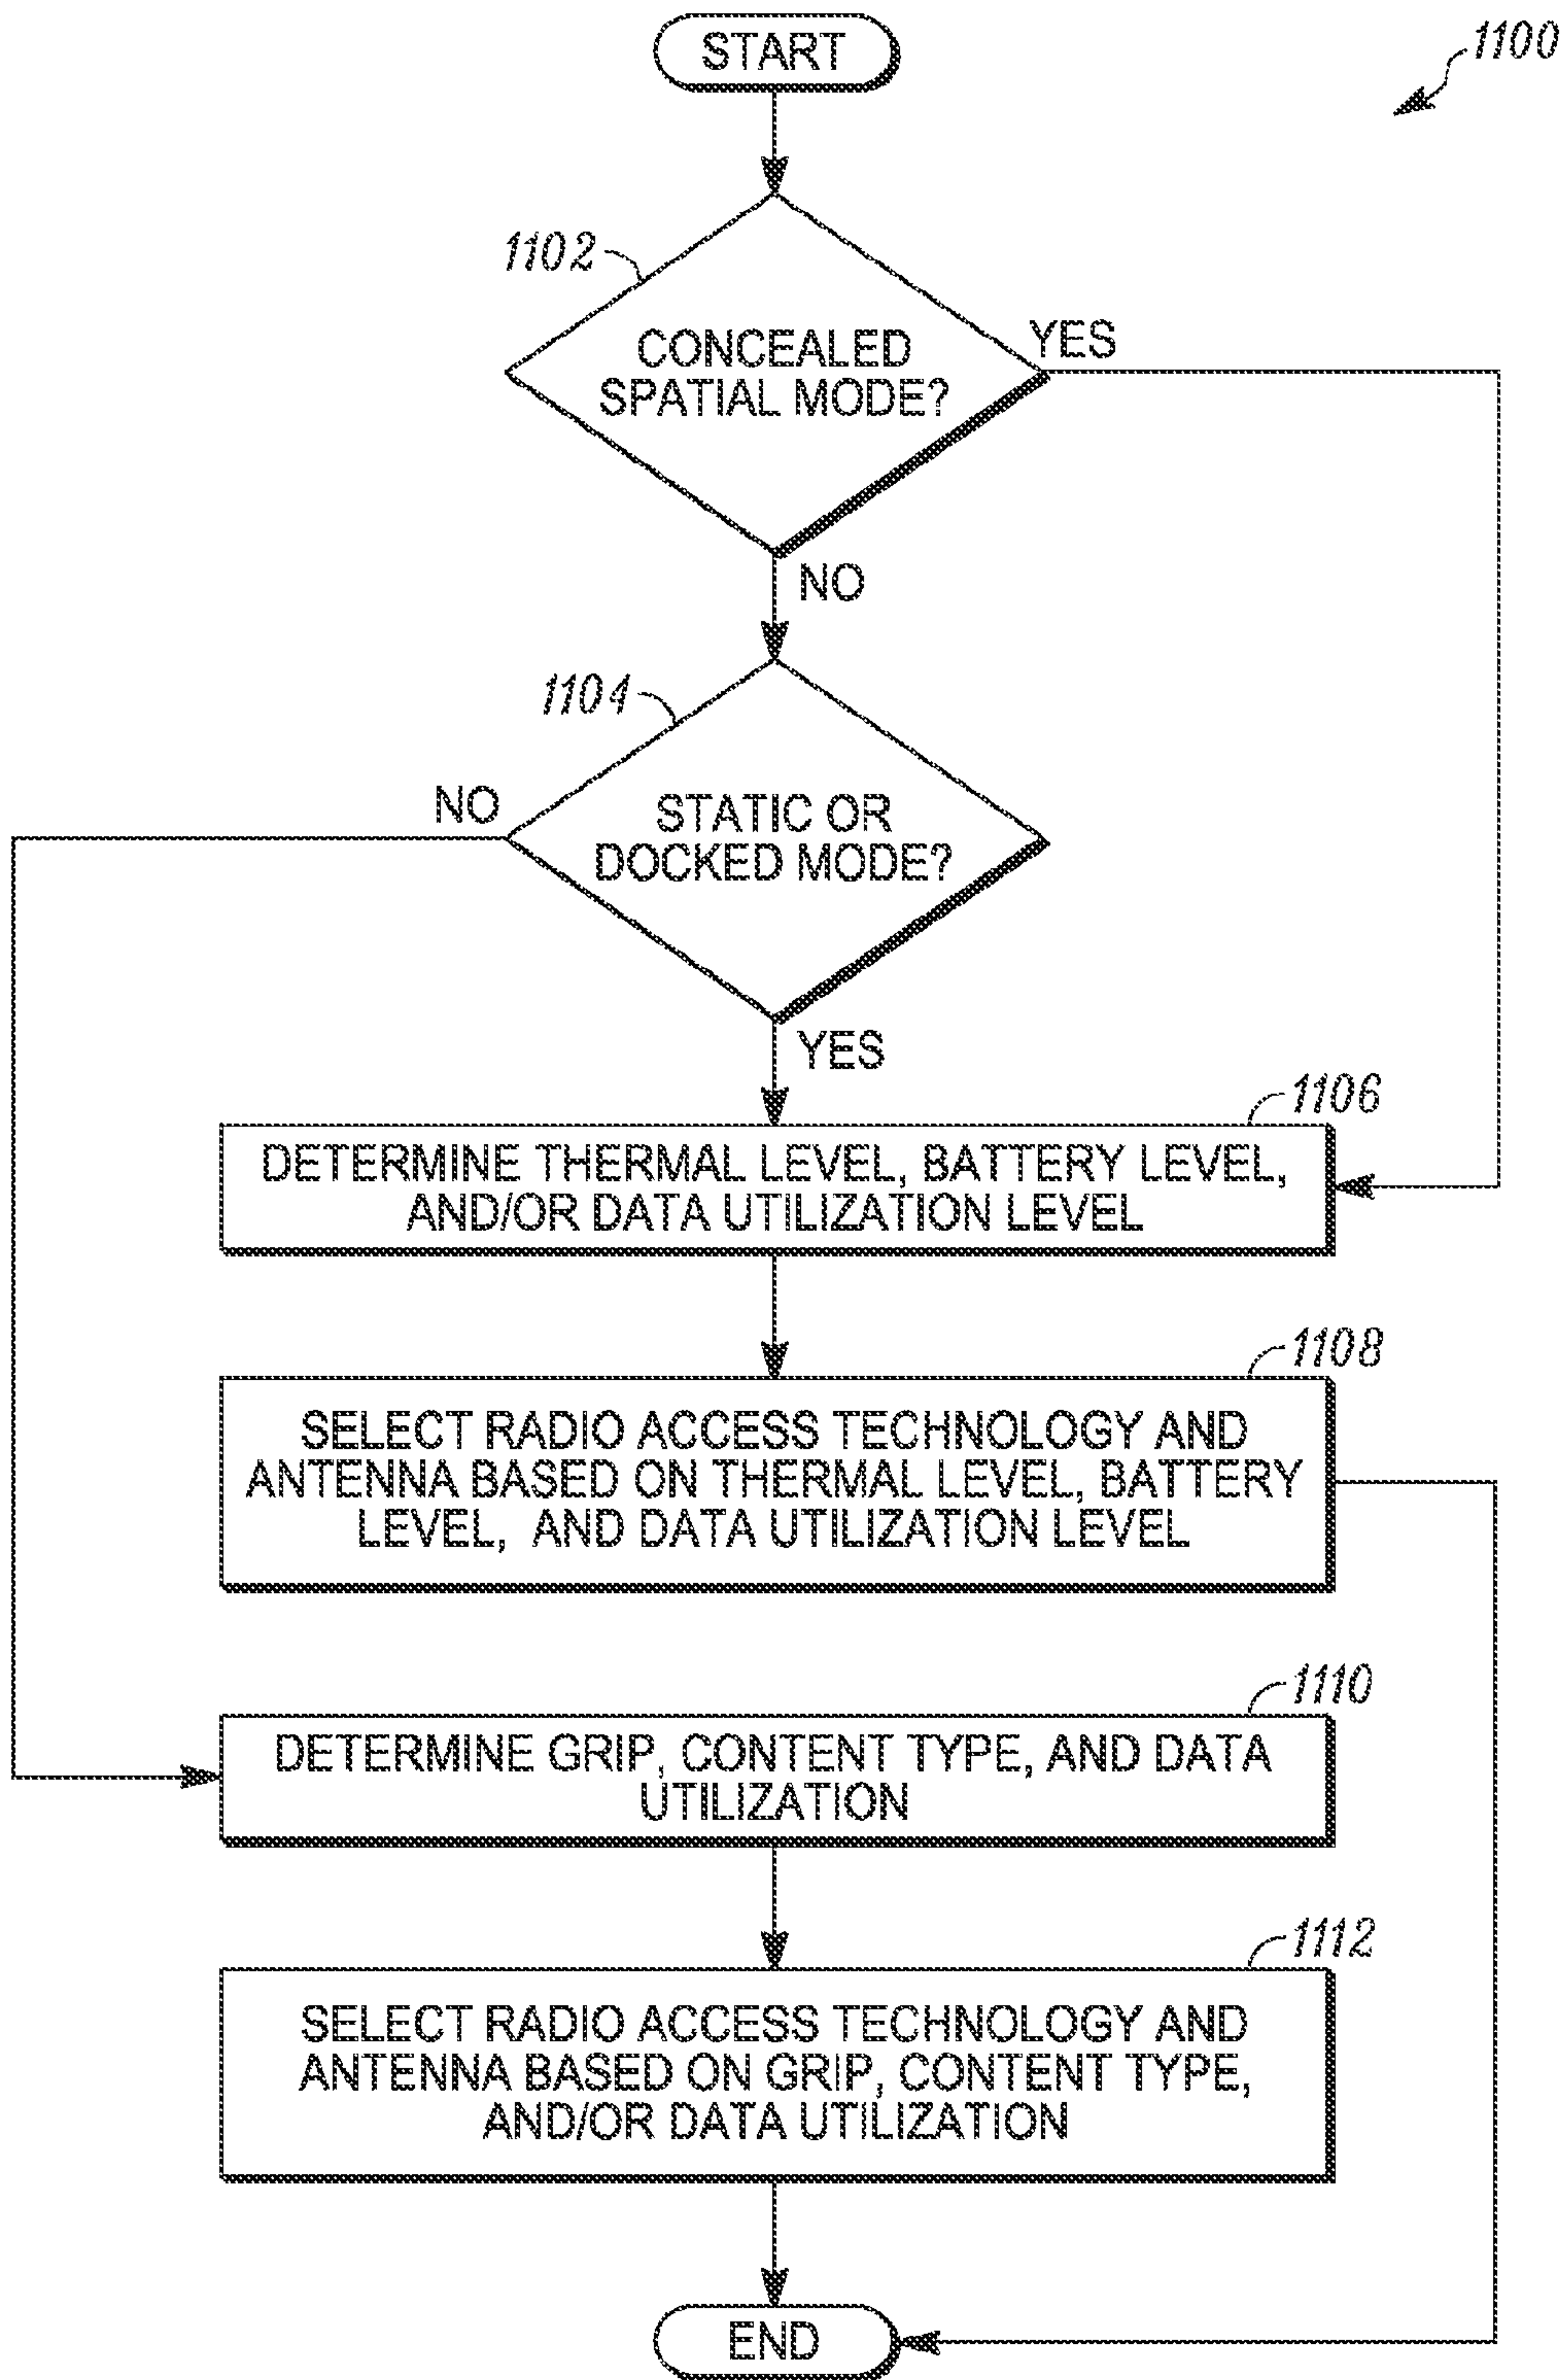 START
1100
1102
CONCEALED
SPATIAL MODE?
YES
NO
1104
NO
STATIC OR
DOCKED MODE?
YES
1106
DETERMINE THERMAL LEVEL, BATTERY LEVEL,
AND/OR DATA UTILIZATION LEVEL
1108
SELECT RADIO ACCESS TECHNOLOGY AND
ANTENNA BASED ON THERMAL LEVEL, BATTERY
LEVEL, AND DATA UTILIZATION LEVEL
1110
DETERMINE GRIP, CONTENT TYPE, AND DATA
UTILIZATION
1112
SELECT RADIO ACCESS TECHNOLOGY AND
ANTENNA BASED ON GRIP, CONTENT TYPE,
AND/OR DATA UTILIZATION
END